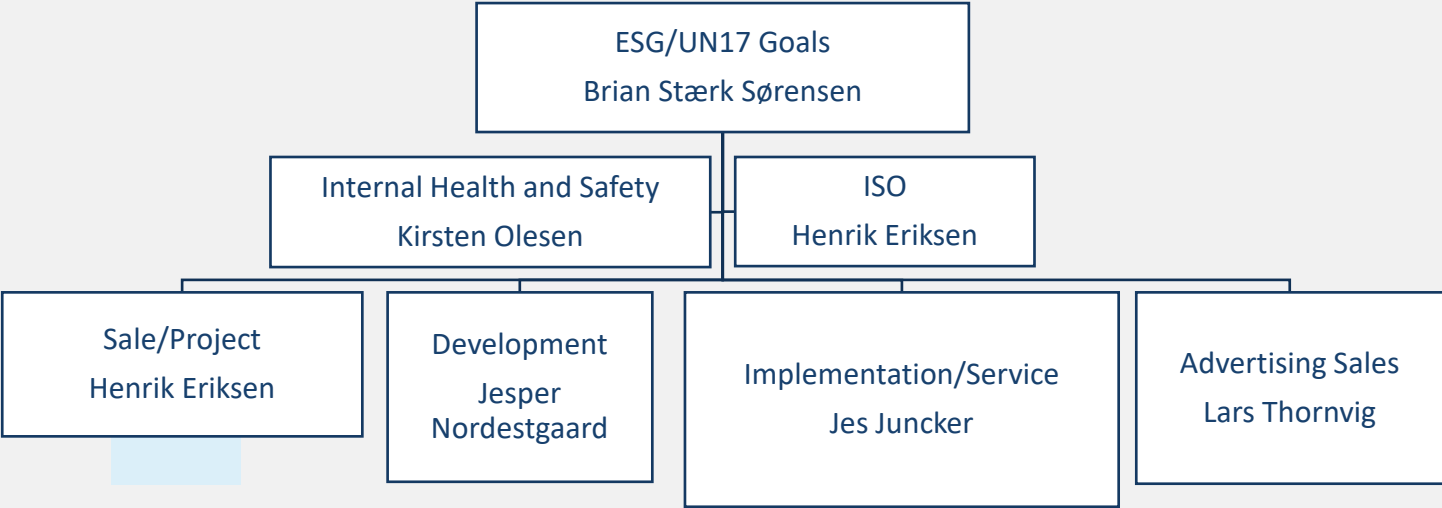 ESG/UN17 Goals
Brian Stærk Sørensen
Internal Health and Safety
Kirsten Olesen
ISO
Henrik Eriksen
Sale/Project
Henrik Eriksen
Development
Jesper
Nordestgaard
Implementation/Service
Jes Juncker
Advertising Sales
Lars Thornvig